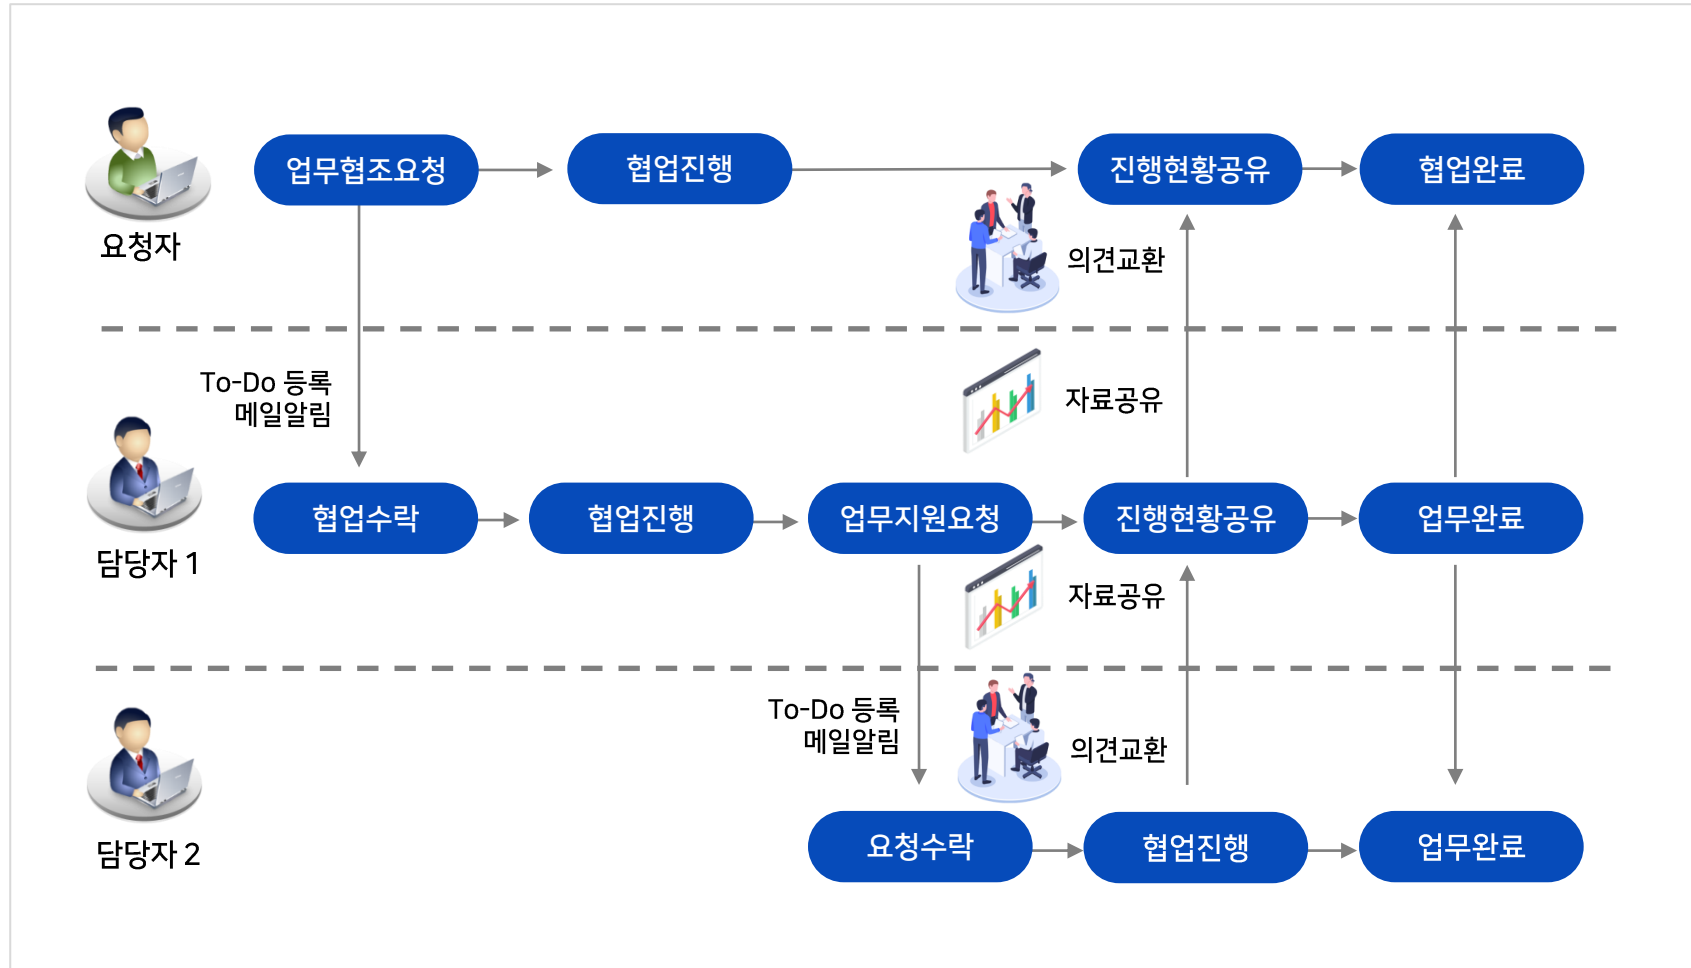 업무협조요청
협업진행
진행현황공유
협업완료
요청자
의견교환
To-Do 등록
메일알림
자료공유
협업수락
협업진행
업무지원요청
진행현황공유
업무완료
담당자 1
자료공유
To-Do 등록
메일알림
의견교환
요청수락
협업진행
업무완료
담당자 2